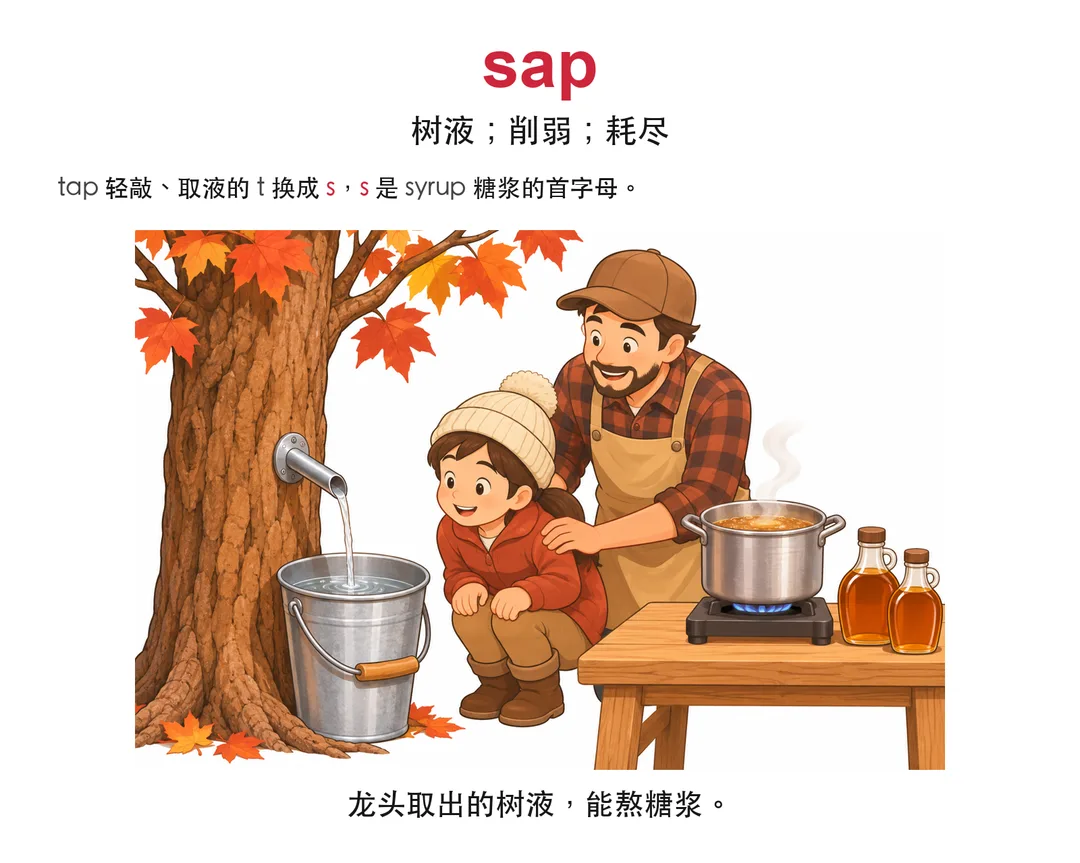 sap
树液；削弱；耗尽
tap 轻敲、取液的 t 换成 s，s 是 syrup 糖浆的首字母。
龙头取出的树液，能熬糖浆。